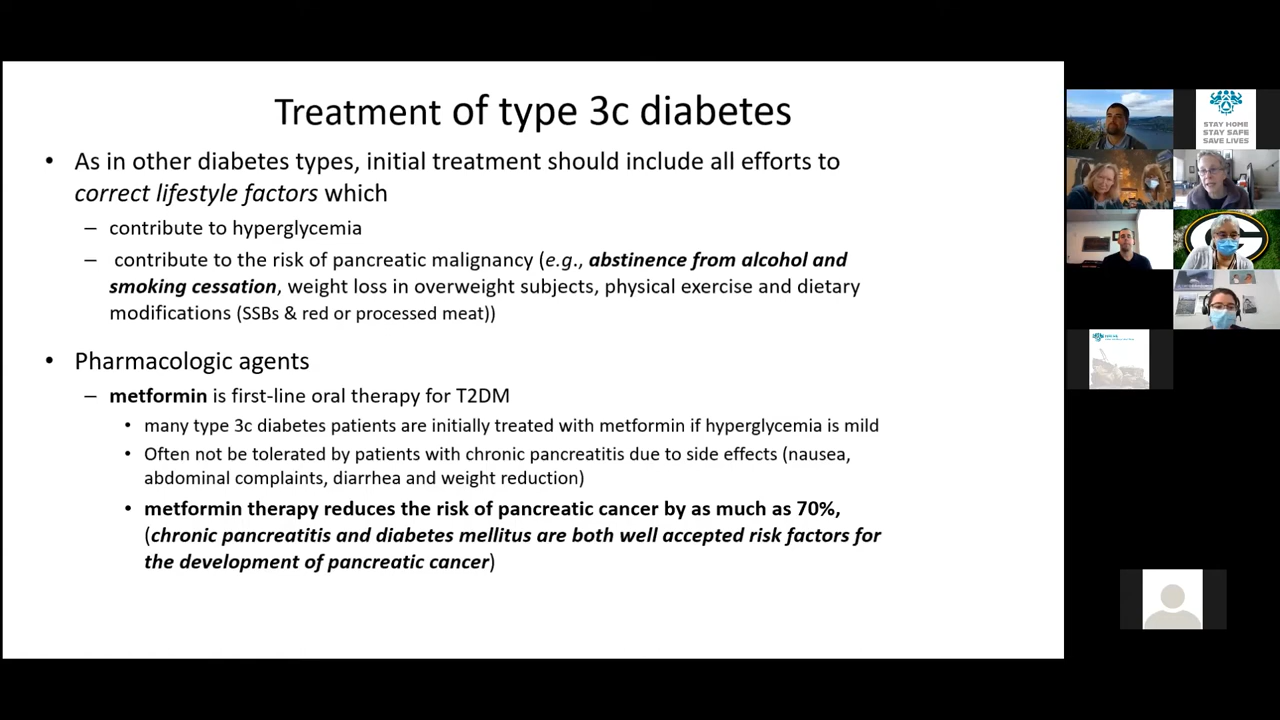 Treatment of type 3c diabetes
• As in other diabetes types, initial treatment should include all efforts to
correct lifestyle factors which
– contribute to hyperglycemia
– contribute to the risk of pancreatic malignancy (e.g., abstinence from alcohol and
smoking cessation, weight loss in overweight subjects, physical exercise and dietary
modifications (SSBs & red or processed meat))
• Pharmacologic agents
– metformin is first-line oral therapy for T2DM
• many type 3c diabetes patients are initially treated with metformin if hyperglycemia is mild
• Often not be tolerated by patients with chronic pancreatitis due to side effects (nausea,
abdominal complaints, diarrhea and weight reduction)
• metformin therapy reduces the risk of pancreatic cancer by as much as 70%,
(chronic pancreatitis and diabetes mellitus are both well accepted risk factors for
the development of pancreatic cancer)
STAY HOME
STAY SAFE
SAVE LIVES
G